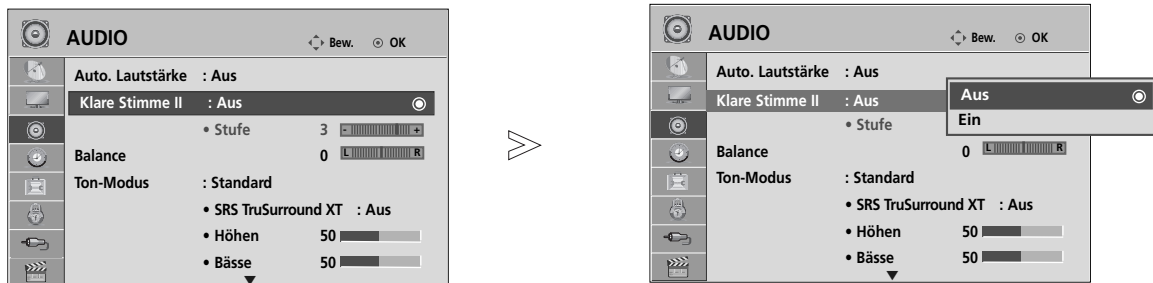 AUDIO Bew. OK
Auto. Lautstärke : Aus
Klare Stimme II : Aus
• Stufe 3 - +
Balance 0 L R
Ton-Modus : Standard
• SRS TruSurround XT : Aus
• Höhen 50
• Bässe 50
AUDIO Bew. OK
Auto. Lautstärke : Aus
Klare Stimme II : Aus
• Stufe
Aus
Ein
Balance 0 L R
Ton-Modus : Standard
• SRS TruSurround XT : Aus
• Höhen 50
• Bässe 50